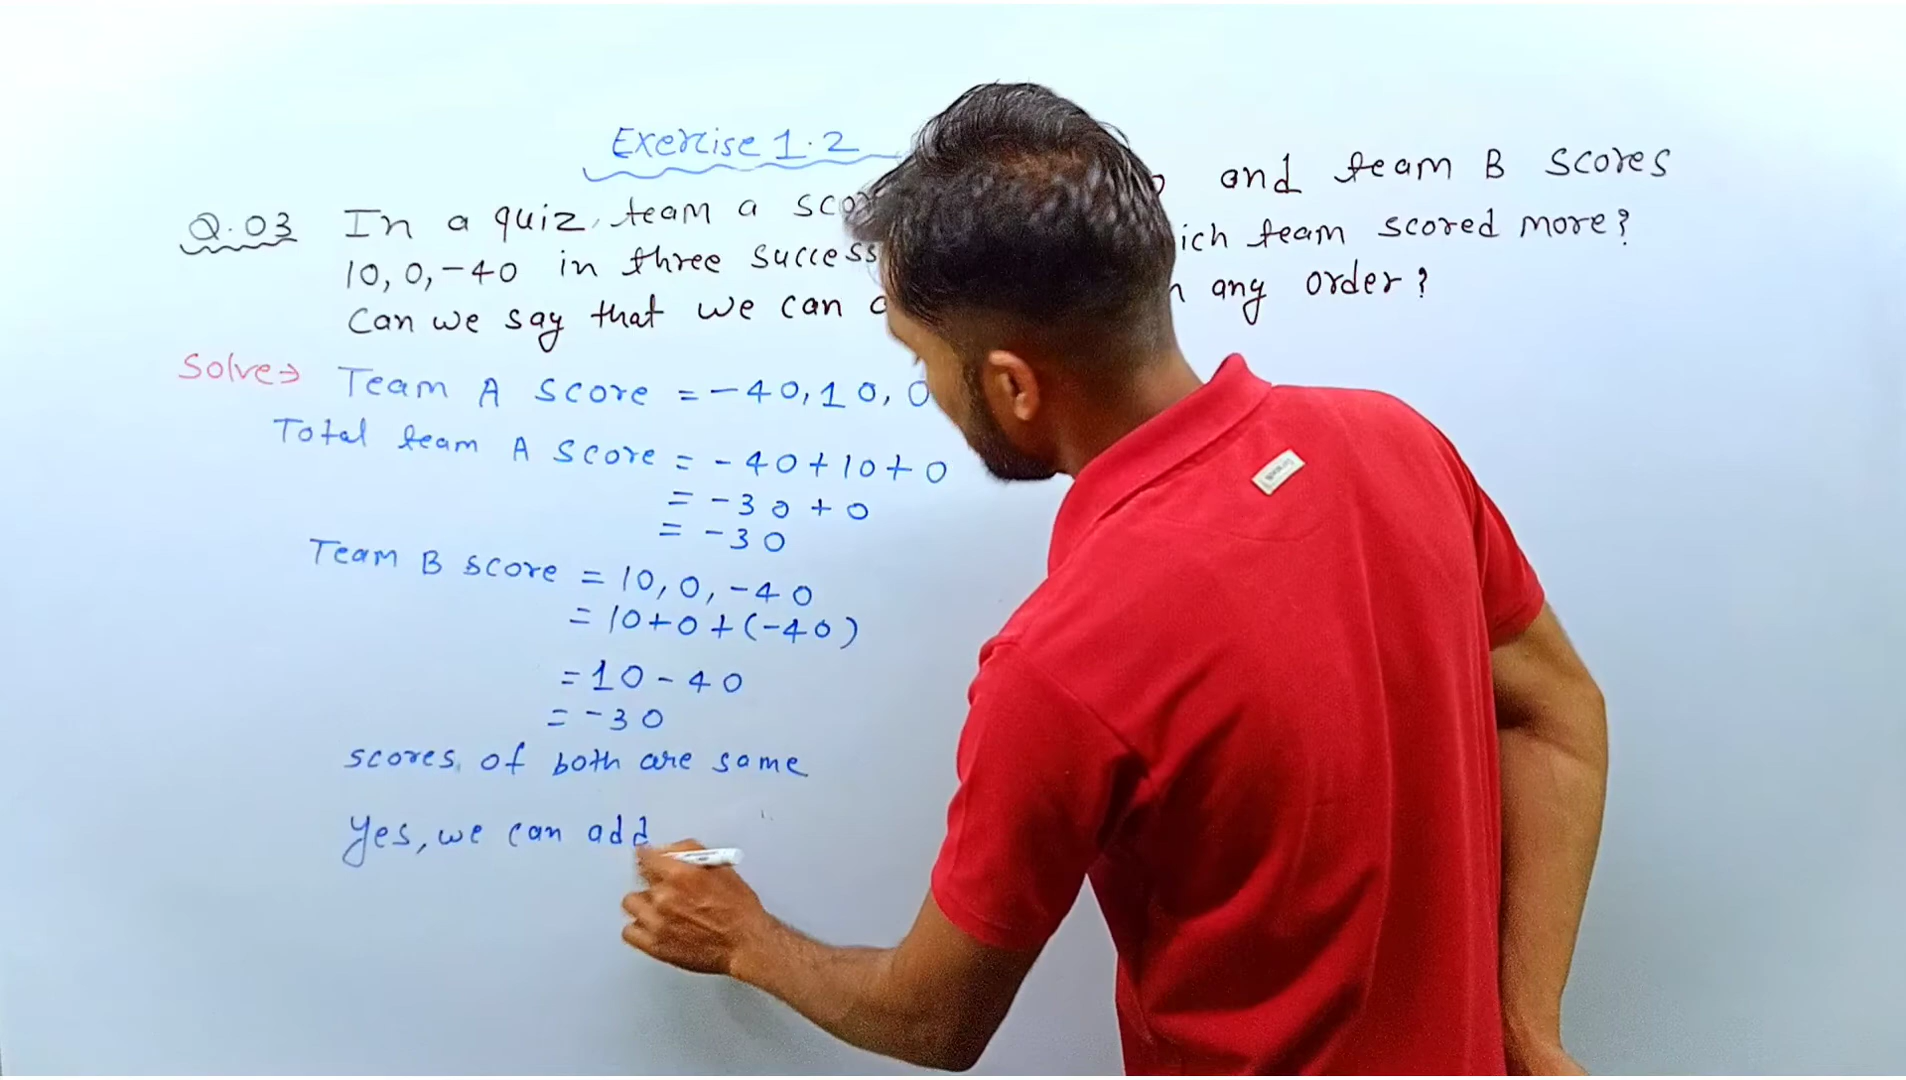 Exercise 1.2
Q.03 In a quiz, team a and team B scores
10, 0, -40 in three team scored more?
Can we say that we can any order?
Solve→ Team A Score = -40, 10, 0
Total team A Score = -40+10+0
= -30+0
= -30
Team B score = 10, 0, -40
= 10+0+(-40)
= 10-40
= -30
scores of both are same
Yes, we can add